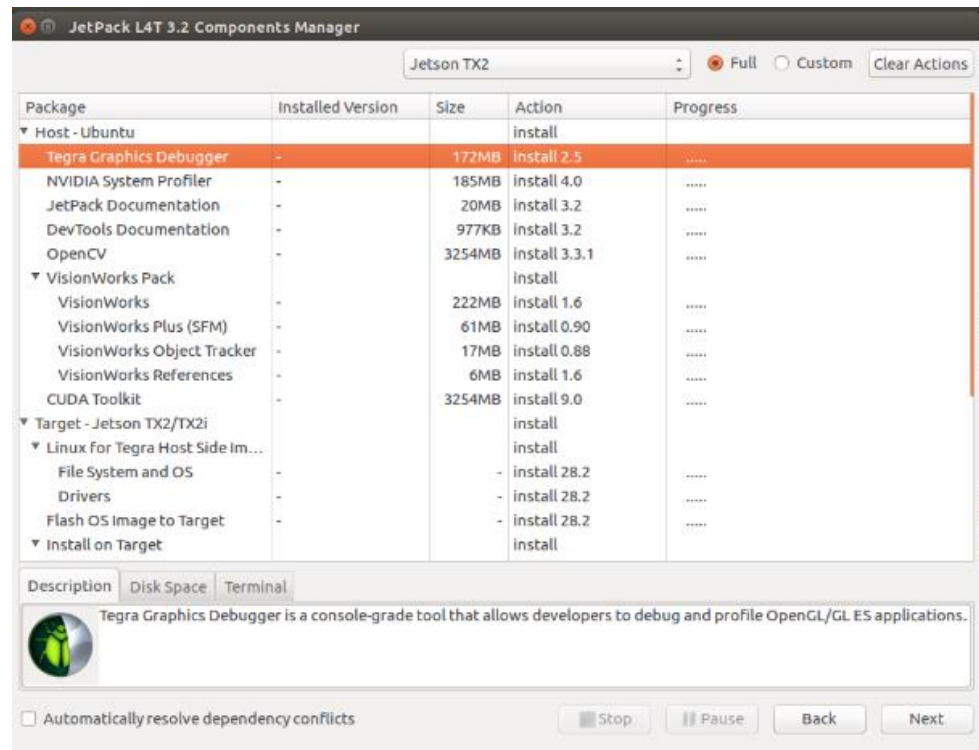 JetPack L4T 3.2 Components Manager
Jetson TX2 Full Custom Clear Actions
Package Installed Version Size Action Progress
Host - Ubuntu install
Tegra Graphics Debugger - 172MB install 2.5 .....
NVIDIA System Profiler - 185MB install 4.0 .....
JetPack Documentation - 20MB install 3.2 .....
DevTools Documentation - 977KB install 3.2 .....
OpenCV - 3254MB install 3.3.1 .....
VisionWorks Pack install
VisionWorks - 222MB install 1.6 .....
VisionWorks Plus (SFM) - 61MB install 0.90 .....
VisionWorks Object Tracker - 17MB install 0.88 .....
VisionWorks References - 6MB install 1.6 .....
CUDA Toolkit - 3254MB install 9.0 .....
Target - Jetson TX2/TX2i install
Linux for Tegra Host Side Im... install
File System and OS - - install 28.2 .....
Drivers - - install 28.2 .....
Flash OS Image to Target - - install 28.2 .....
Install on Target install
Description Disk Space Terminal
Tegra Graphics Debugger is a console-grade tool that allows developers to debug and profile OpenGL/GL ES applications.
Automatically resolve dependency conflicts Stop Pause Back Next